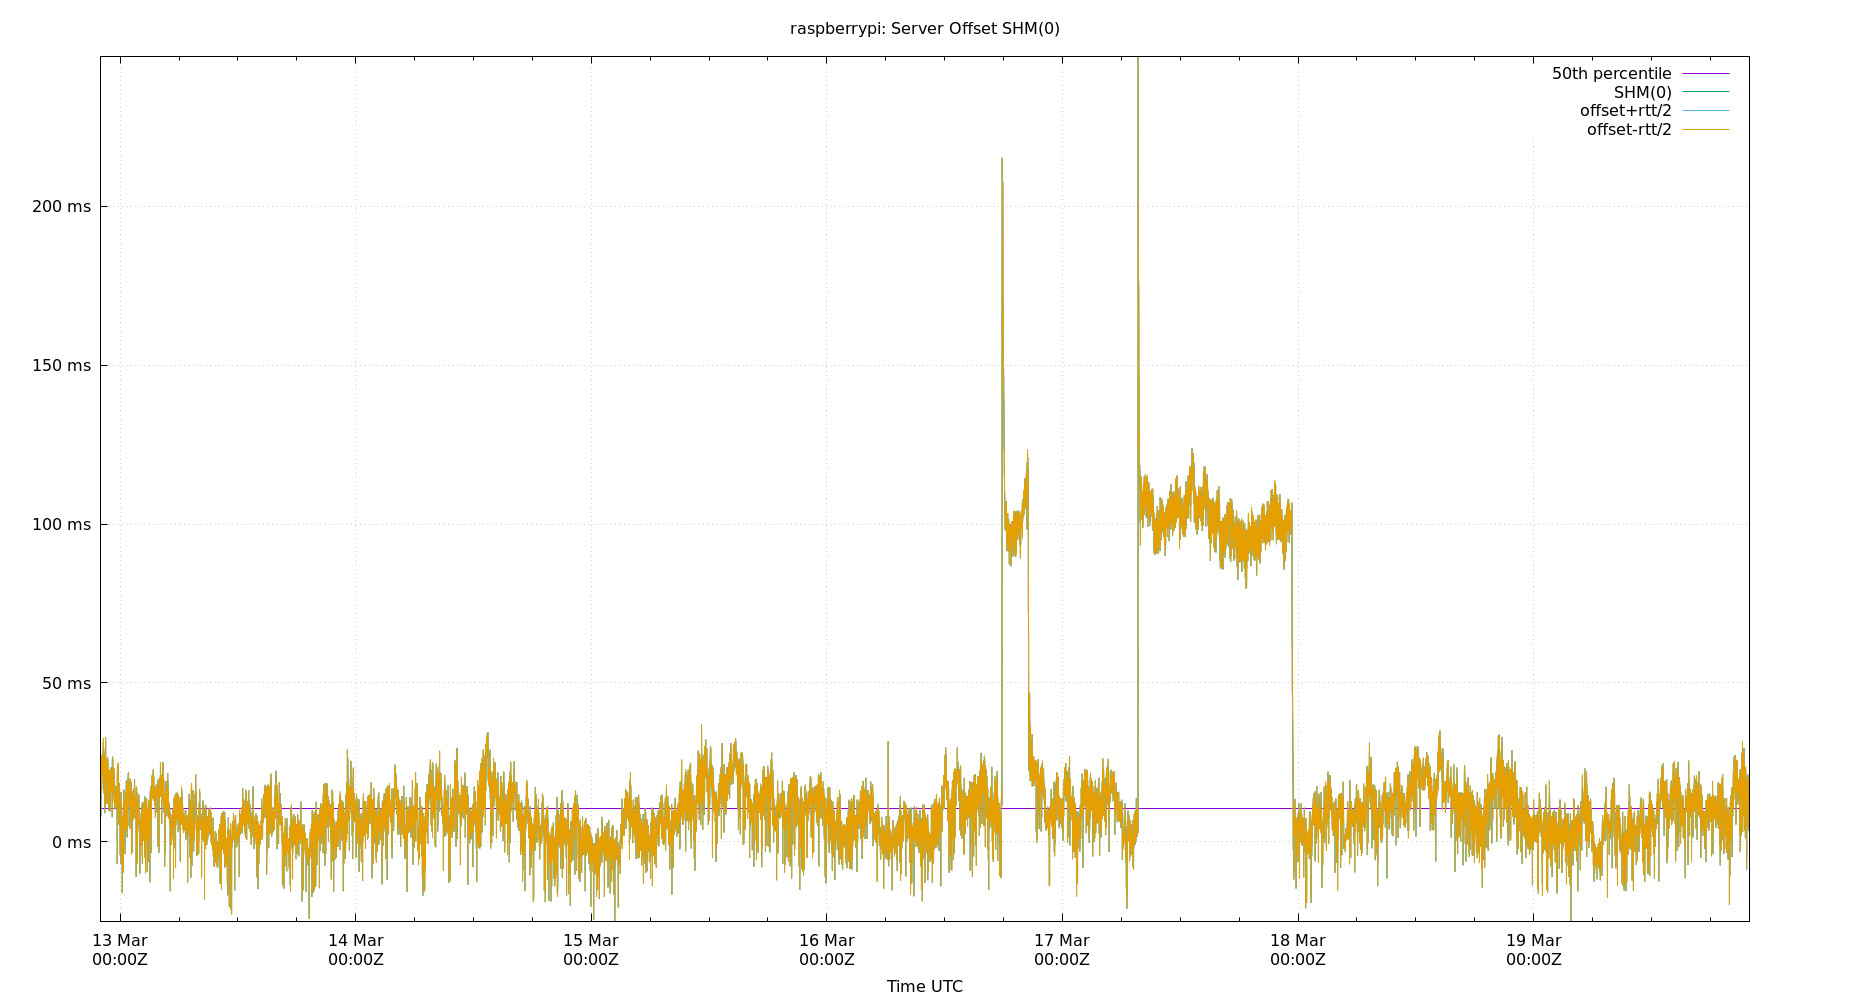 raspberrypi: Server Offset SHM(0)
50th percentile
SHM(0)
offset+rtt/2
offset-rtt/2
200 ms
150 ms
100 ms
50 ms
0 ms
13 Mar 14 Mar 15 Mar 16 Mar 17 Mar 18 Mar 19 Mar
00:00Z 00:00Z 00:00Z 00:00Z 00:00Z 00:00Z 00:00Z
Time UTC